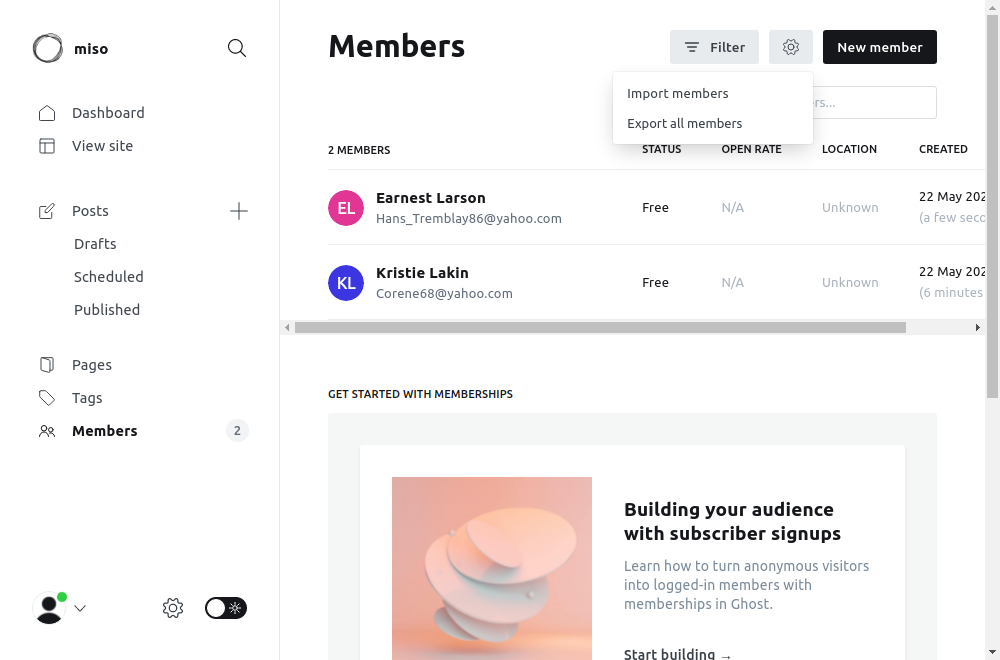 miso
Dashboard
View site
Posts
Drafts
Scheduled
Published
Pages
Tags
Members 2
Members
Filter
New member
Import members
Export all members
2 MEMBERS STATUS OPEN RATE LOCATION CREATED
EL Earnest Larson Free N/A Unknown 22 May 202
Hans_Tremblay86@yahoo.com (a few seco
KL Kristie Lakin Free N/A Unknown 22 May 202
Corene68@yahoo.com (6 minutes
GET STARTED WITH MEMBERSHIPS
Building your audience
with subscriber signups
Learn how to turn anonymous visitors
into logged-in members with
memberships in Ghost.
Start building →